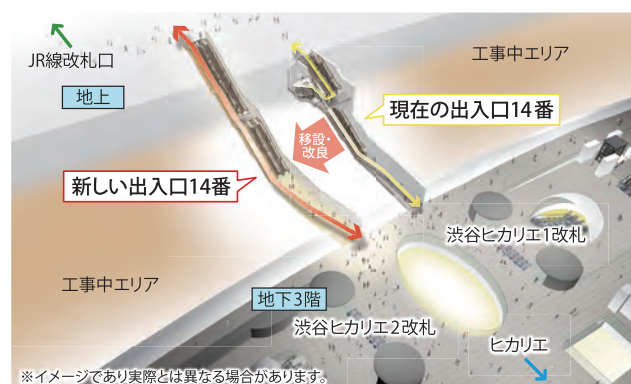 JR線改札口
地上
工事中エリア
現在の出入口14番
移設・
改良
新しい出入口14番
渋谷ヒカリエ1改札
工事中エリア
地下3階
渋谷ヒカリエ2改札
ヒカリエ
※イメージであり実際とは異なる場合があります。